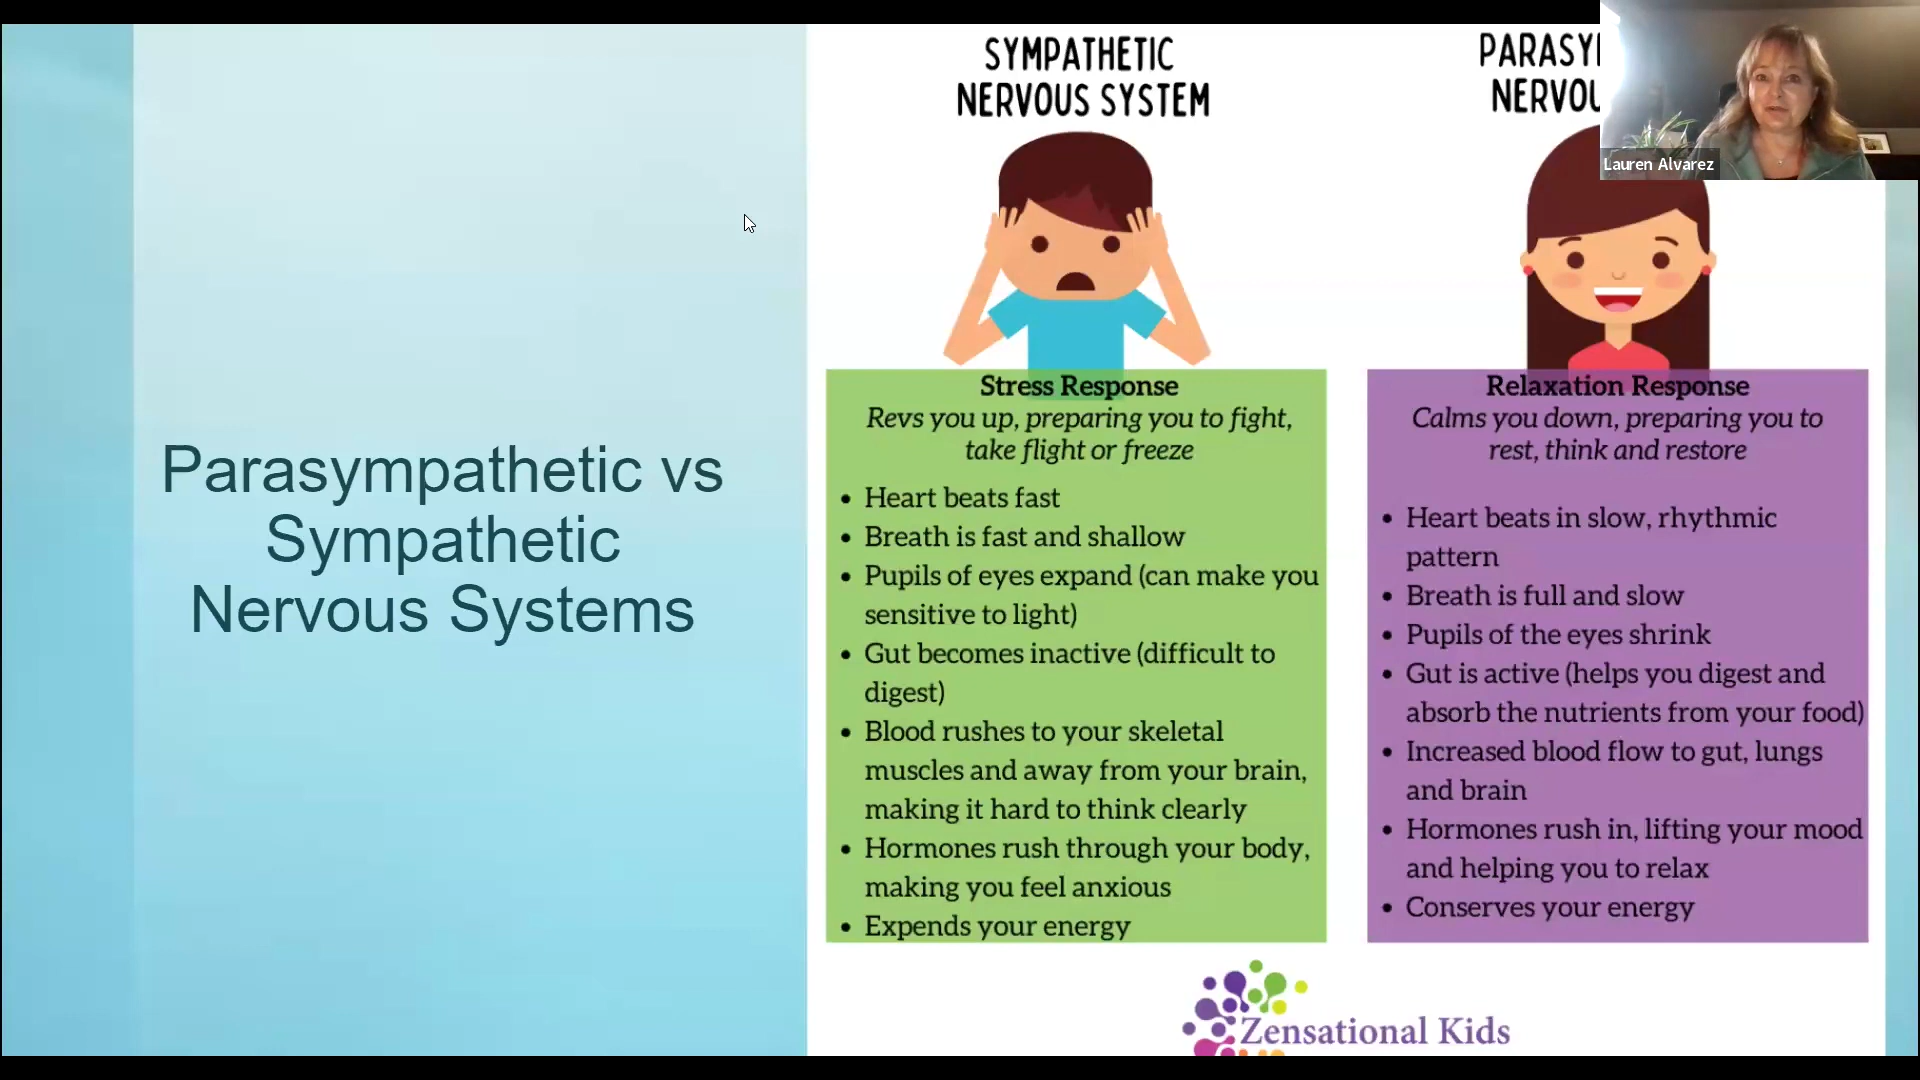 Parasympathetic vs
Sympathetic
Nervous Systems
SYMPATHETIC
NERVOUS SYSTEM
Stress Response
Revs you up, preparing you to fight,
take flight or freeze
• Heart beats fast
• Breath is fast and shallow
• Pupils of eyes expand (can make you
sensitive to light)
• Gut becomes inactive (difficult to
digest)
• Blood rushes to your skeletal
muscles and away from your brain,
making it hard to think clearly
• Hormones rush through your body,
making you feel anxious
• Expends your energy
PARASY
NERVOU
Relaxation Response
Calms you down, preparing you to
rest, think and restore
• Heart beats in slow, rhythmic
pattern
• Breath is full and slow
• Pupils of the eyes shrink
• Gut is active (helps you digest and
absorb the nutrients from your food)
• Increased blood flow to gut, lungs
and brain
• Hormones rush in, lifting your mood
and helping you to relax
• Conserves your energy
Zensational Kids
Lauren Alvarez